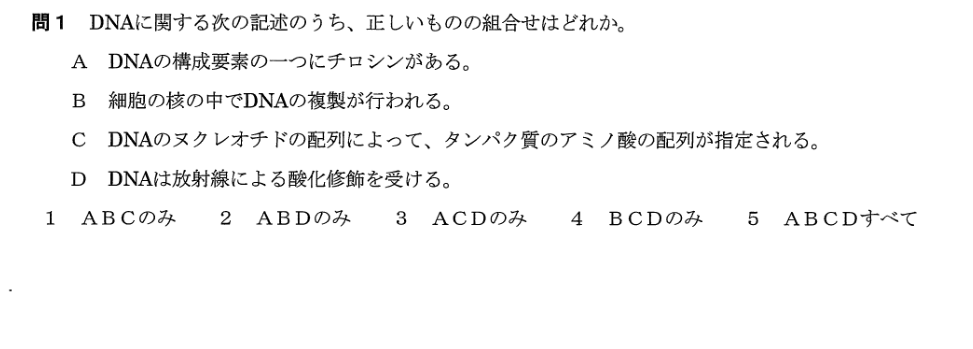 問１　DNAに関する次の記述のうち、正しいものの組合せはどれか。
Ａ　DNAの構成要素の一つにチロシンがある。
Ｂ　細胞の核の中でDNAの複製が行われる。
Ｃ　DNAのヌクレオチドの配列によって、タンパク質のアミノ酸の配列が指定される。
Ｄ　DNAは放射線による酸化修飾を受ける。
１　ＡＢＣのみ　　２　ＡＢＤのみ　　３　ＡＣＤのみ　　４　ＢＣＤのみ　　５　ＡＢＣＤすべて